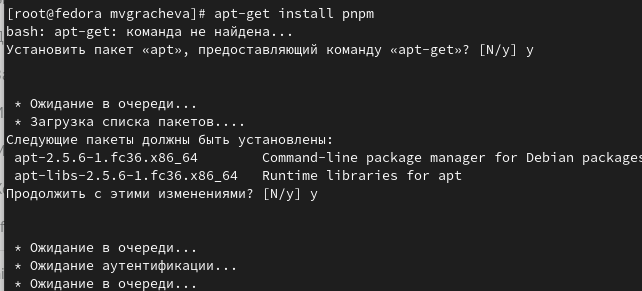 [root@fedora mvgracheva]# apt-get install pnpm
bash: apt-get: команда не найдена...
Установить пакет «apt», предоставляющий команду «apt-get»? [N/y] y
* Ожидание в очереди...
* Загрузка списка пакетов....
Следующие пакеты должны быть установлены:
apt-2.5.6-1.fc36.x86_64 Command-line package manager for Debian packages
apt-libs-2.5.6-1.fc36.x86_64 Runtime libraries for apt
Продолжить с этими изменениями? [N/y] y
* Ожидание в очереди...
* Ожидание аутентификации...
* Ожидание в очереди...